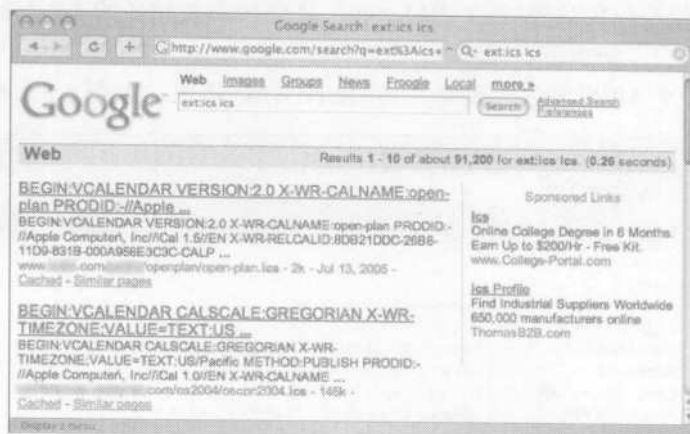 Google Search: ext:ics ics
http://www.google.com/search?q=ext%3Aics+
ext:ics ics
Google
Web Images Groups News Froogle Local more »
ext:ics ics
Search
Advanced Search
Preferences
Web
Results 1 - 10 of about 91,200 for ext:ics ics. (0.26 seconds)
BEGIN:VCALENDAR VERSION:2.0 X-WR-CALNAME:open-
plan PRODID:-//Apple ...
BEGIN:VCALENDAR VERSION:2.0 X-WR-CALNAME:open-plan PRODID:-
//Apple Computer\, Inc//iCal 1.5//EN X-WR-RELCALID:
11D9-831B-000A956E3C3C-CALP ...
www. .com/ /openplan/open-plan.ics - 2k - Jul 13, 2005 -
Cached - Similar pages
BEGIN:VCALENDAR CALSCALE:GREGORIAN X-WR-
TIMEZONE;VALUE=TEXT:US ...
BEGIN:VCALENDAR CALSCALE:GREGORIAN X-WR-
TIMEZONE;VALUE=TEXT:US/Pacific METHOD:PUBLISH PRODID:-
//Apple Computer\, Inc//iCal 1.0//EN X-WR-CALNAME ...
.com/os2004/oscon2004.ics - 146k -
Cached - Similar pages
Sponsored Links
Ics
Online College Degree in 6 Months.
Earn Up to $200/Hr - Free Kit.
www.College-Portal.com
Ics Profile
Find Industrial Suppliers Worldwide
650,000 manufacturers online
ThomasB2B.com
Display a menu